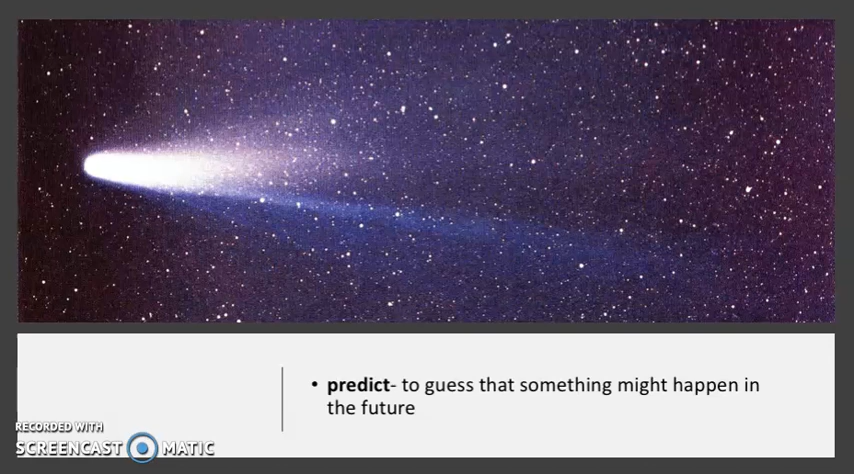 • predict- to guess that something might happen in
the future
RECORDED WITH
SCREENCAST MATIC